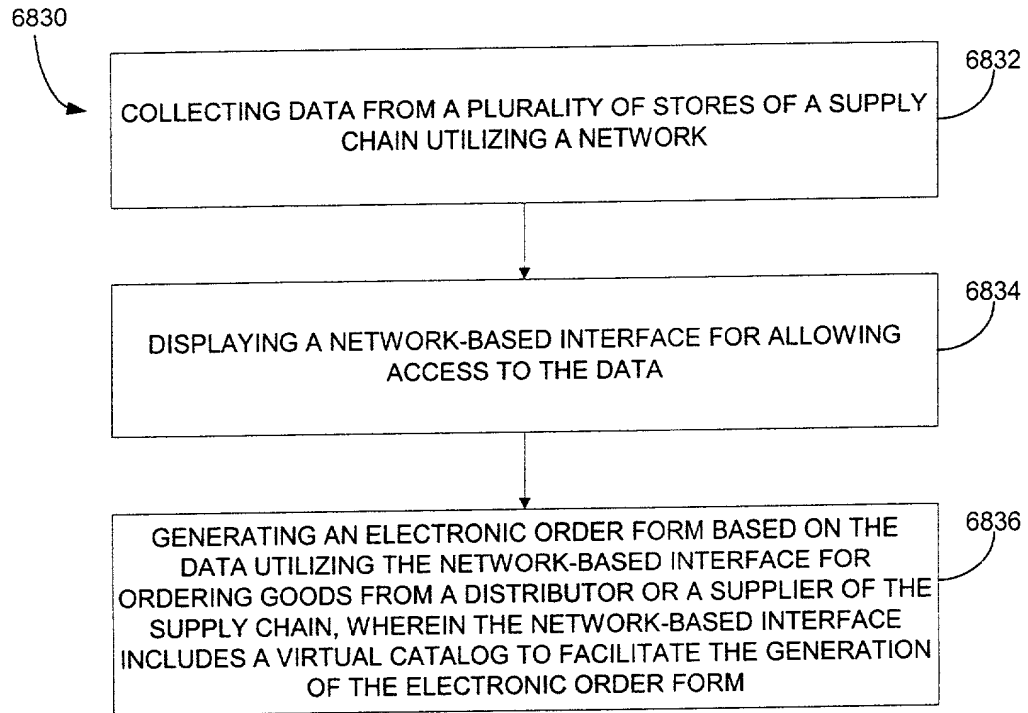 6830
6832
COLLECTING DATA FROM A PLURALITY OF STORES OF A SUPPLY
CHAIN UTILIZING A NETWORK
6834
DISPLAYING A NETWORK-BASED INTERFACE FOR ALLOWING
ACCESS TO THE DATA
6836
GENERATING AN ELECTRONIC ORDER FORM BASED ON THE
DATA UTILIZING THE NETWORK-BASED INTERFACE FOR
ORDERING GOODS FROM A DISTRIBUTOR OR A SUPPLIER OF THE
SUPPLY CHAIN, WHEREIN THE NETWORK-BASED INTERFACE
INCLUDES A VIRTUAL CATALOG TO FACILITATE THE GENERATION
OF THE ELECTRONIC ORDER FORM